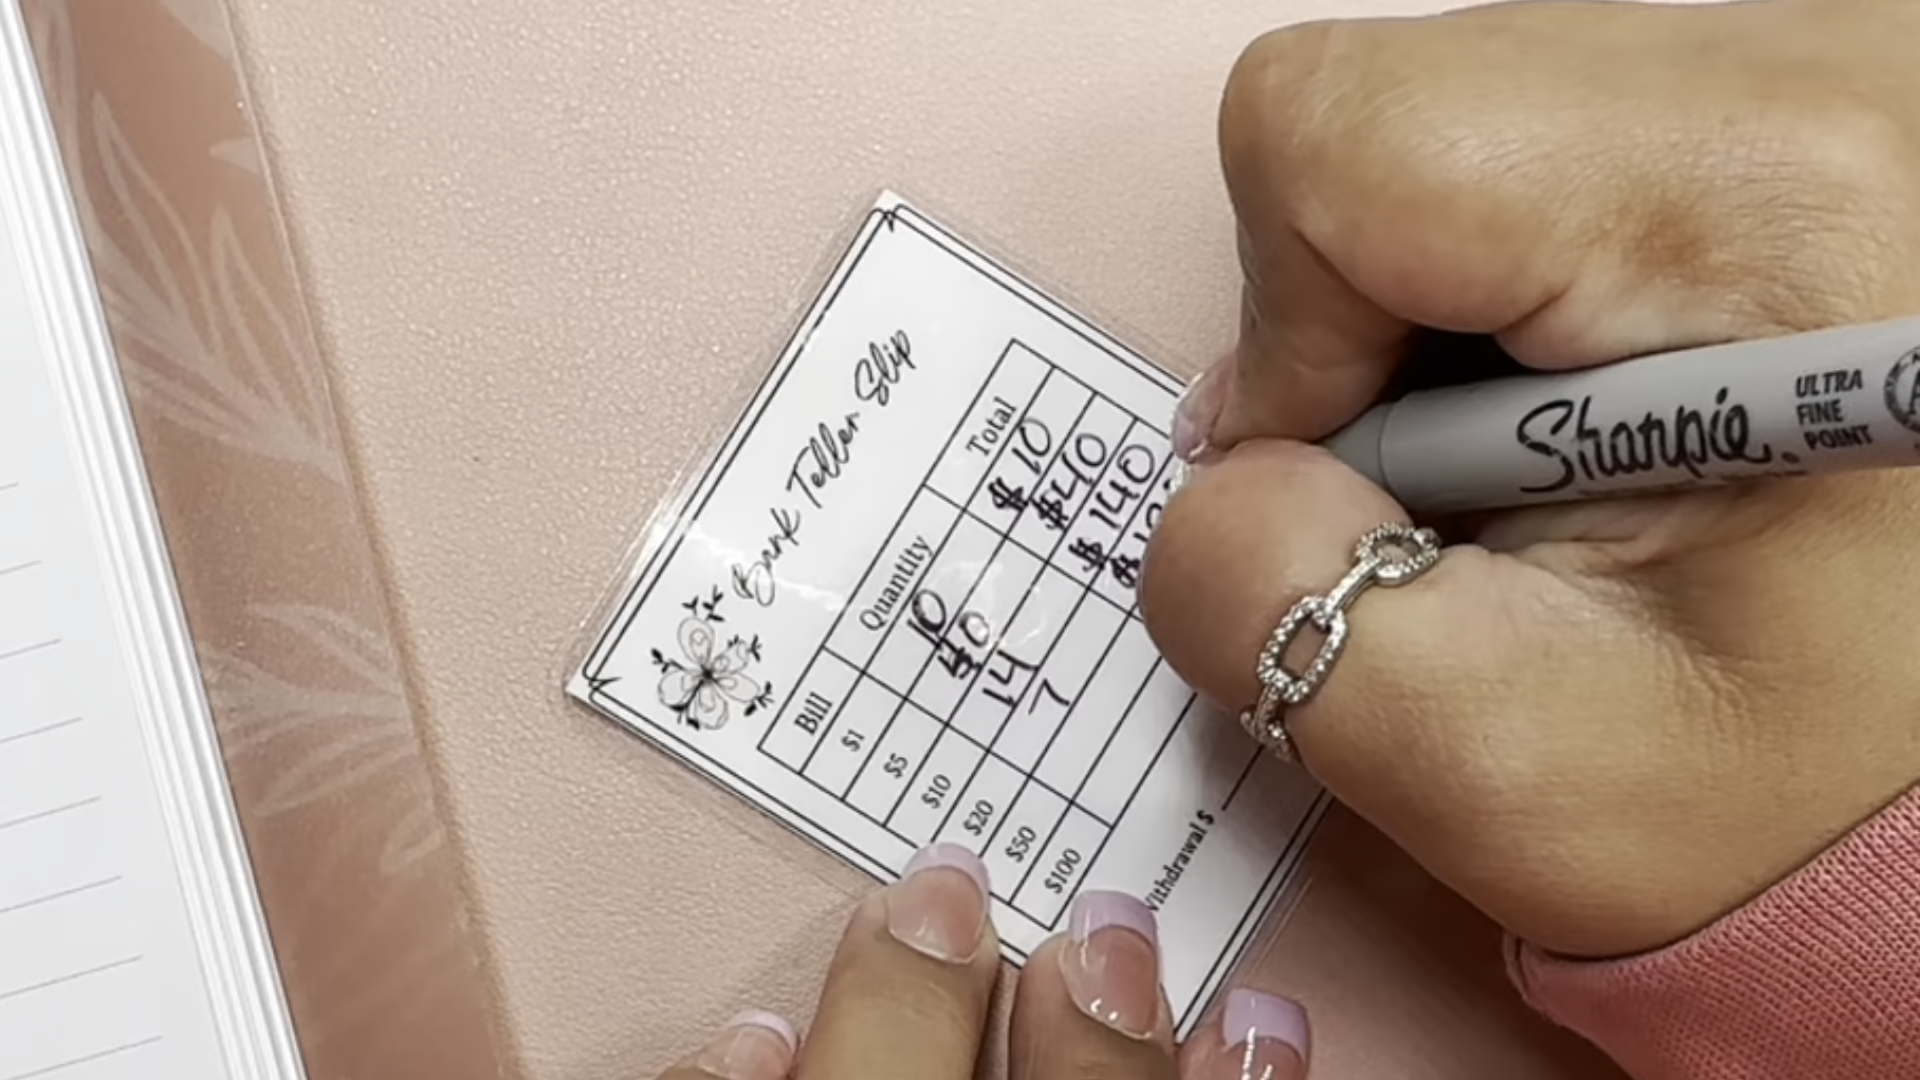 Bank Teller Slip
Bill Quantity Total
$1 10 $10
$5 40 $40
$10 14 $140
$20 7
$50
$100
Withdrawal $
Sharpie.
ULTRA
FINE
POINT